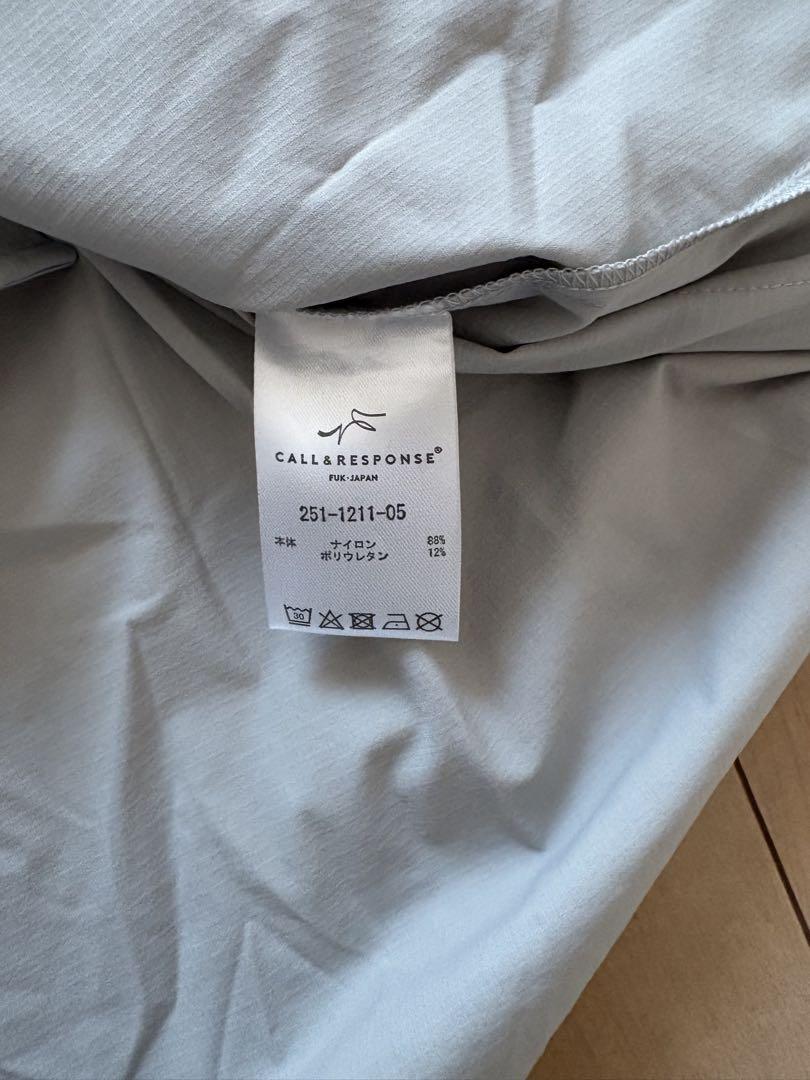 CALL&RESPONSE®
FUK·JAPAN
251-1211-05
本体 ナイロン 88%
ポリウレタン 12%
30